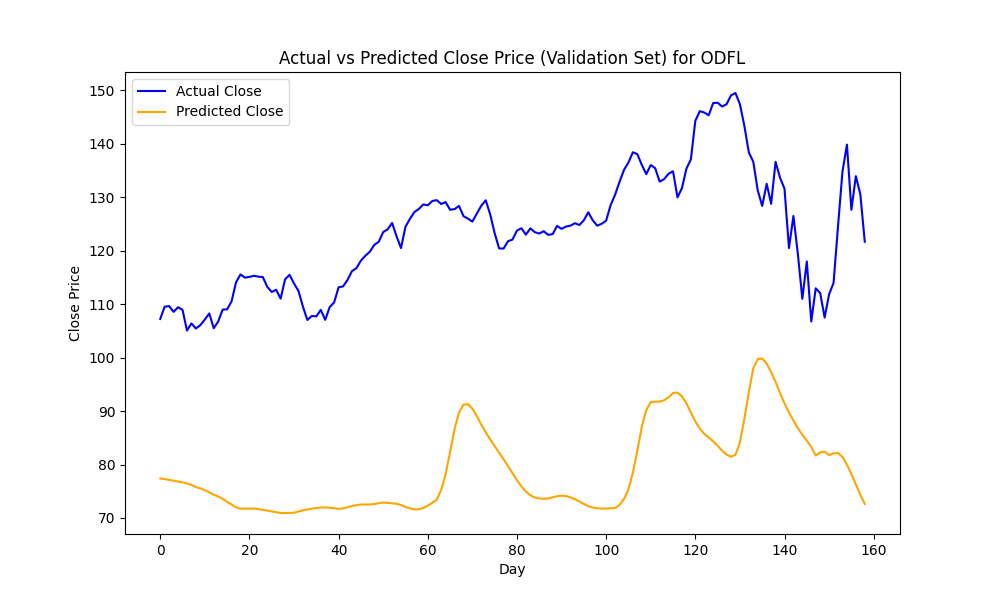 Actual vs Predicted Close Price (Validation Set) for ODFL
Actual Close
Predicted Close
Close Price
150
140
130
120
110
100
90
80
70
0 20 40 60 80 100 120 140 160
Day